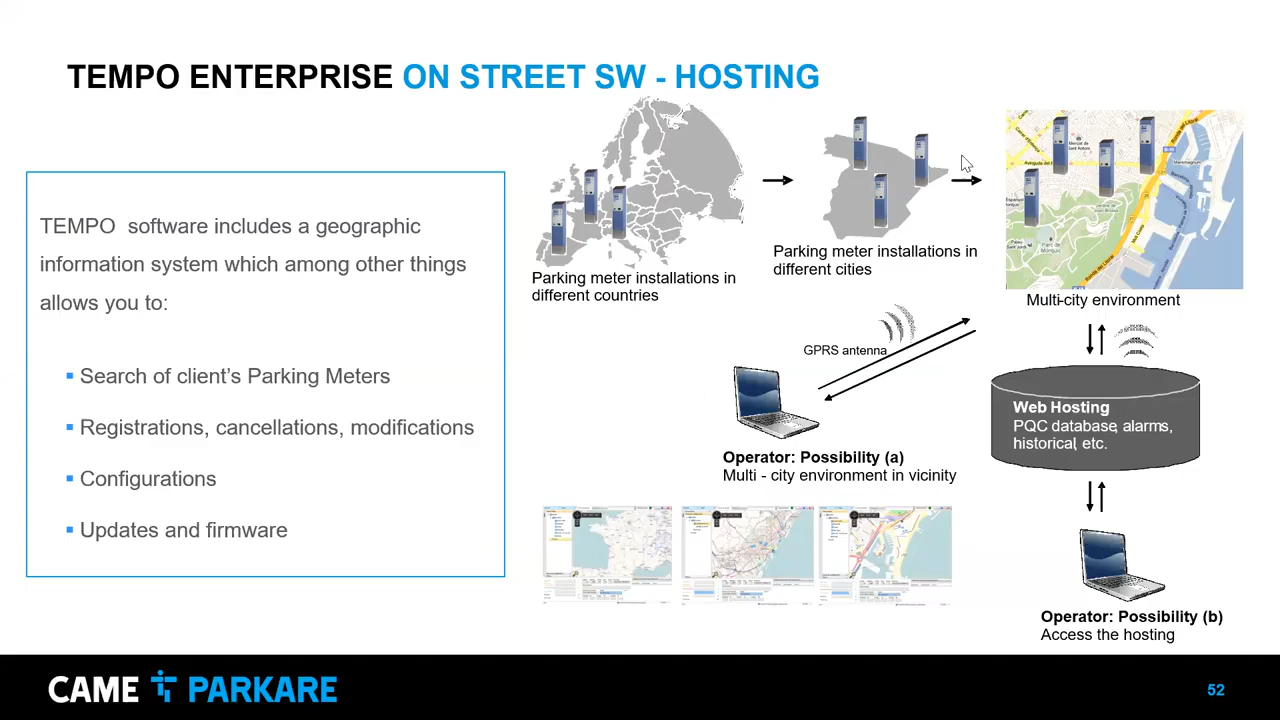 TEMPO ENTERPRISE ON STREET SW - HOSTING
TEMPO software includes a geographic
information system which among other things
allows you to:
▪ Search of client's Parking Meters
▪ Registrations, cancellations, modifications
▪ Configurations
▪ Updates and firmware
Parking meter installations in
different countries
Parking meter installations in
different cities
Multi-city environment
GPRS antenna
Web Hosting
PQC database, alarms,
historical, etc.
Operator: Possibility (a)
Multi - city environment in vicinity
Operator: Possibility (b)
Access the hosting
CAME PARKARE
52